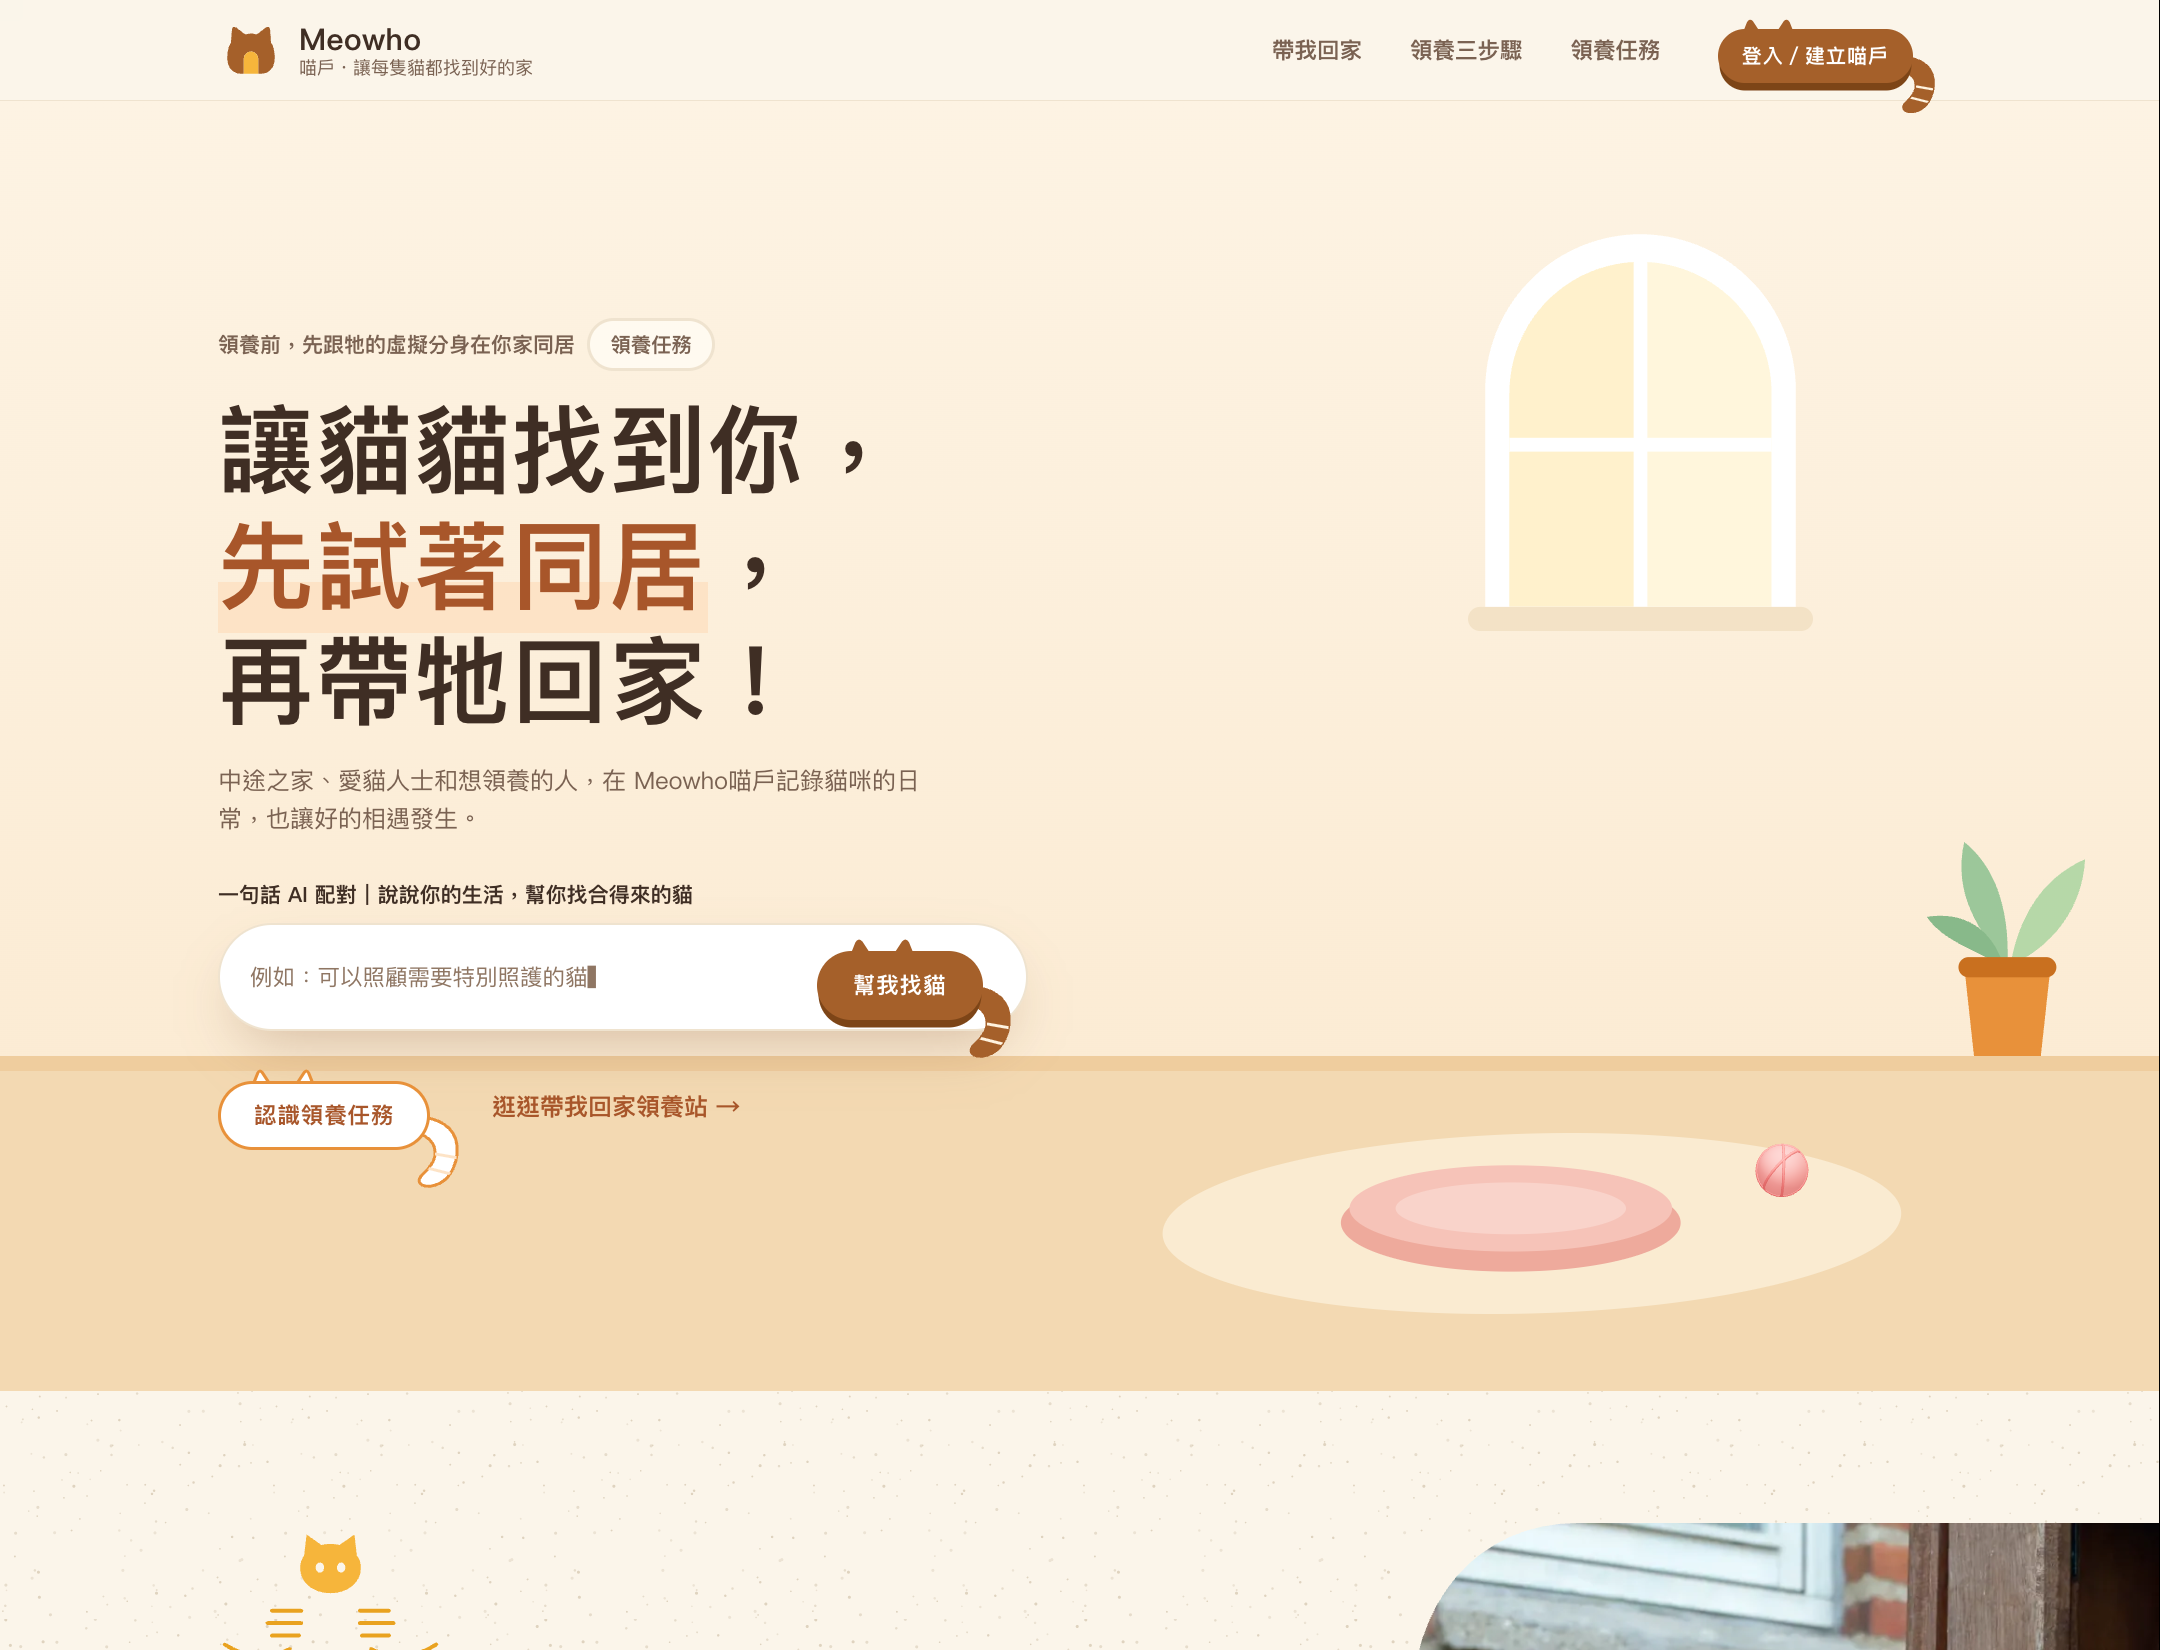 Meowho
喵戶・讓每隻貓都找到好的家
帶我回家
領養三步驟
領養任務
登入 / 建立喵戶
領養前，先跟牠的虛擬分身在你家同居
領養任務
讓貓貓找到你，
先試著同居，
再帶牠回家！
中途之家、愛貓人士和想領養的人，在 Meowho喵戶記錄貓咪的日
常，也讓好的相遇發生。
一句話 AI 配對｜說說你的生活，幫你找合得來的貓
例如：可以照顧需要特別照護的貓
幫我找貓
認識領養任務
逛逛帶我回家領養站 →